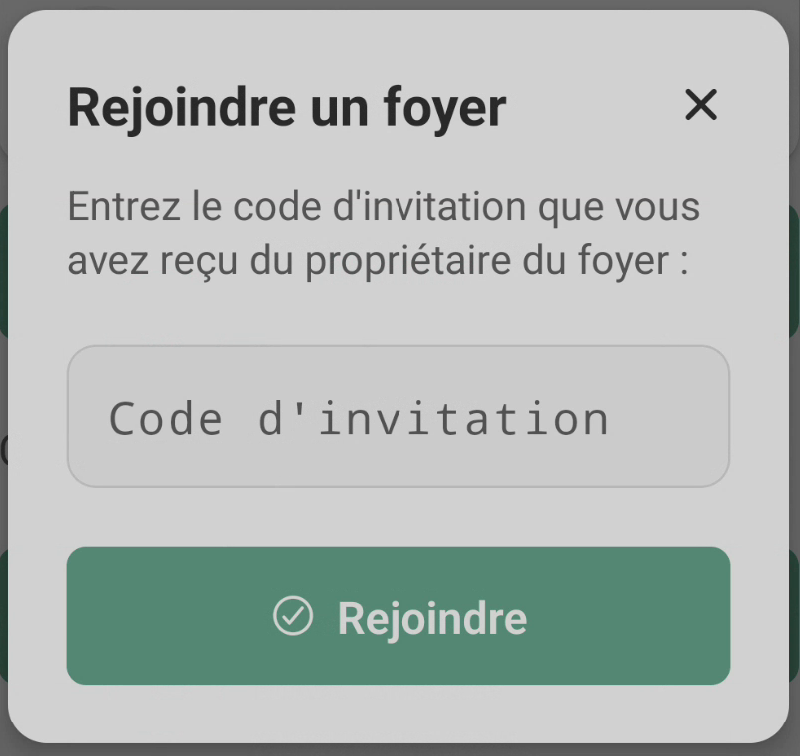 Rejoindre un foyer
Entrez le code d'invitation que vous
avez reçu du propriétaire du foyer :
Code d'invitation
Rejoindre